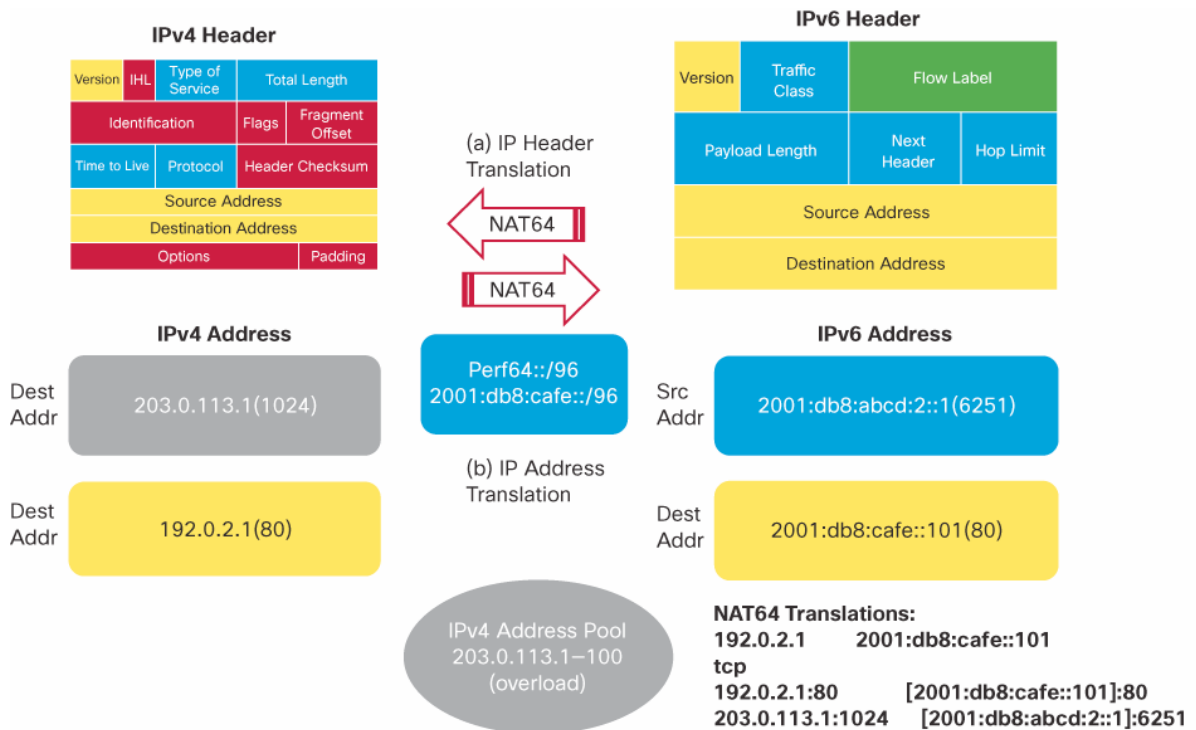 IPv4 Header
Version IHL Type of Service Total Length
Identification Flags Fragment Offset
Time to Live Protocol Header Checksum
Source Address
Destination Address
Options Padding
(a) IP Header
Translation
NAT64
NAT64
IPv6 Header
Version Traffic Class Flow Label
Payload Length Next Header Hop Limit
Source Address
Destination Address
IPv4 Address
Dest
Addr
203.0.113.1(1024)
Dest
Addr
192.0.2.1(80)
Perf64::/96
2001:db8:cafe::/96
(b) IP Address
Translation
IPv6 Address
Src
Addr
2001:db8:abcd:2::1(6251)
Dest
Addr
2001:db8:cafe::101(80)
IPv4 Address Pool
203.0.113.1–100
(overload)
NAT64 Translations:
192.0.2.1 2001:db8:cafe::101
tcp
192.0.2.1:80 [2001:db8:cafe::101]:80
203.0.113.1:1024 [2001:db8:abcd:2::1]:6251